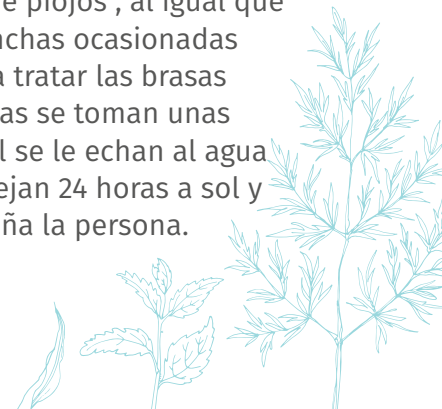 e piojos , al igual que
nchas ocasionadas
a tratar las brasas
as se toman unas
l se le echan al agua
ejan 24 horas a sol y
ña la persona.